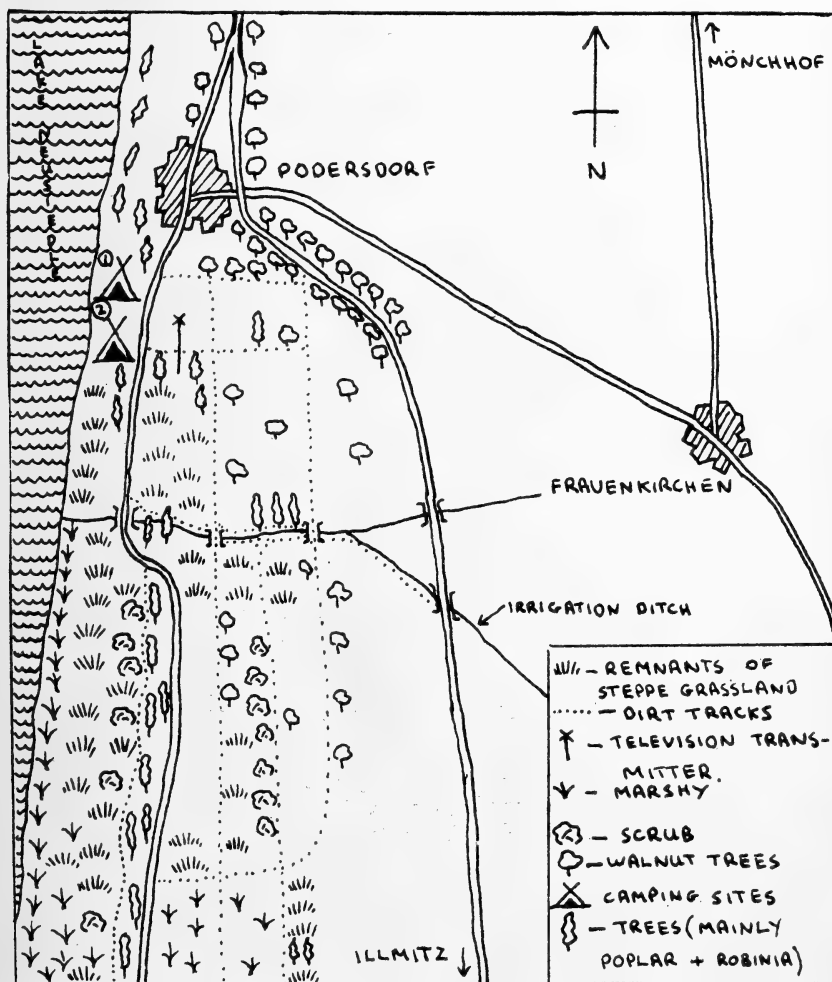 LAKE NEUSIEDLE
↑
MÖNCHHOF
N
PODERSDORF
1
2
FRAUENKIRCHEN
IRRIGATION DITCH
ILLMITZ ↓
- REMNANTS OF
STEPPE GRASSLAND
- DIRT TRACKS
- TELEVISION TRANS-
MITTER.
- MARSHY
- SCRUB
- WALNUT TREES
CAMPING SITES
- TREES (MAINLY
POPLAR + ROBINIA)